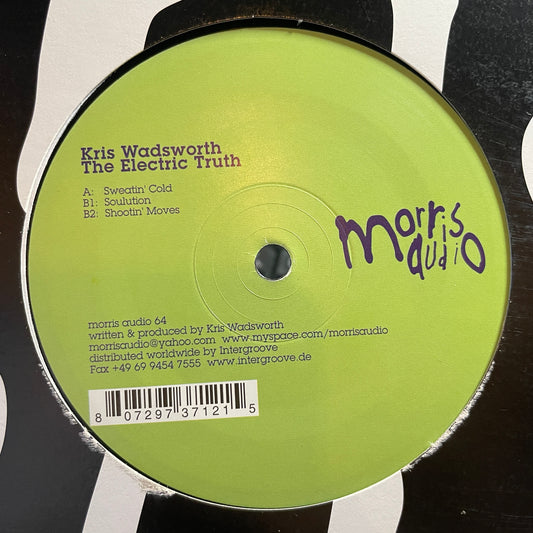 Kris Wadsworth
The Electric Truth
A: Sweatin' Cold
B1: Soulution
B2: Shootin' Moves
morris audio
morris audio 64
written & produced by Kris Wadsworth
morrisaudio@yahoo.com www.myspace.com/morrisaudio
distributed worldwide by Intergroove
Fax +49 69 9454 7555 www.intergroove.de
8 07297 37121 5